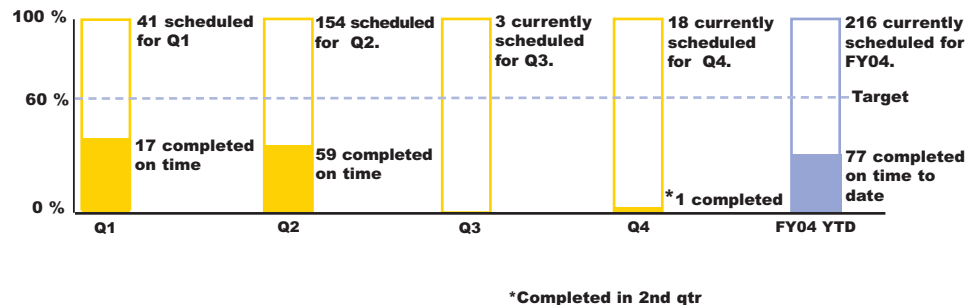 100 %
60 %
0 %
41 scheduled
for Q1
17 completed
on time
Q1
154 scheduled
for Q2.
59 completed
on time
Q2
3 currently
scheduled
for Q3.
Q3
18 currently
scheduled
for Q4.
*1 completed
Q4
216 currently
scheduled for
FY04.
Target
77 completed
on time to
date
FY04 YTD
*Completed in 2nd qtr